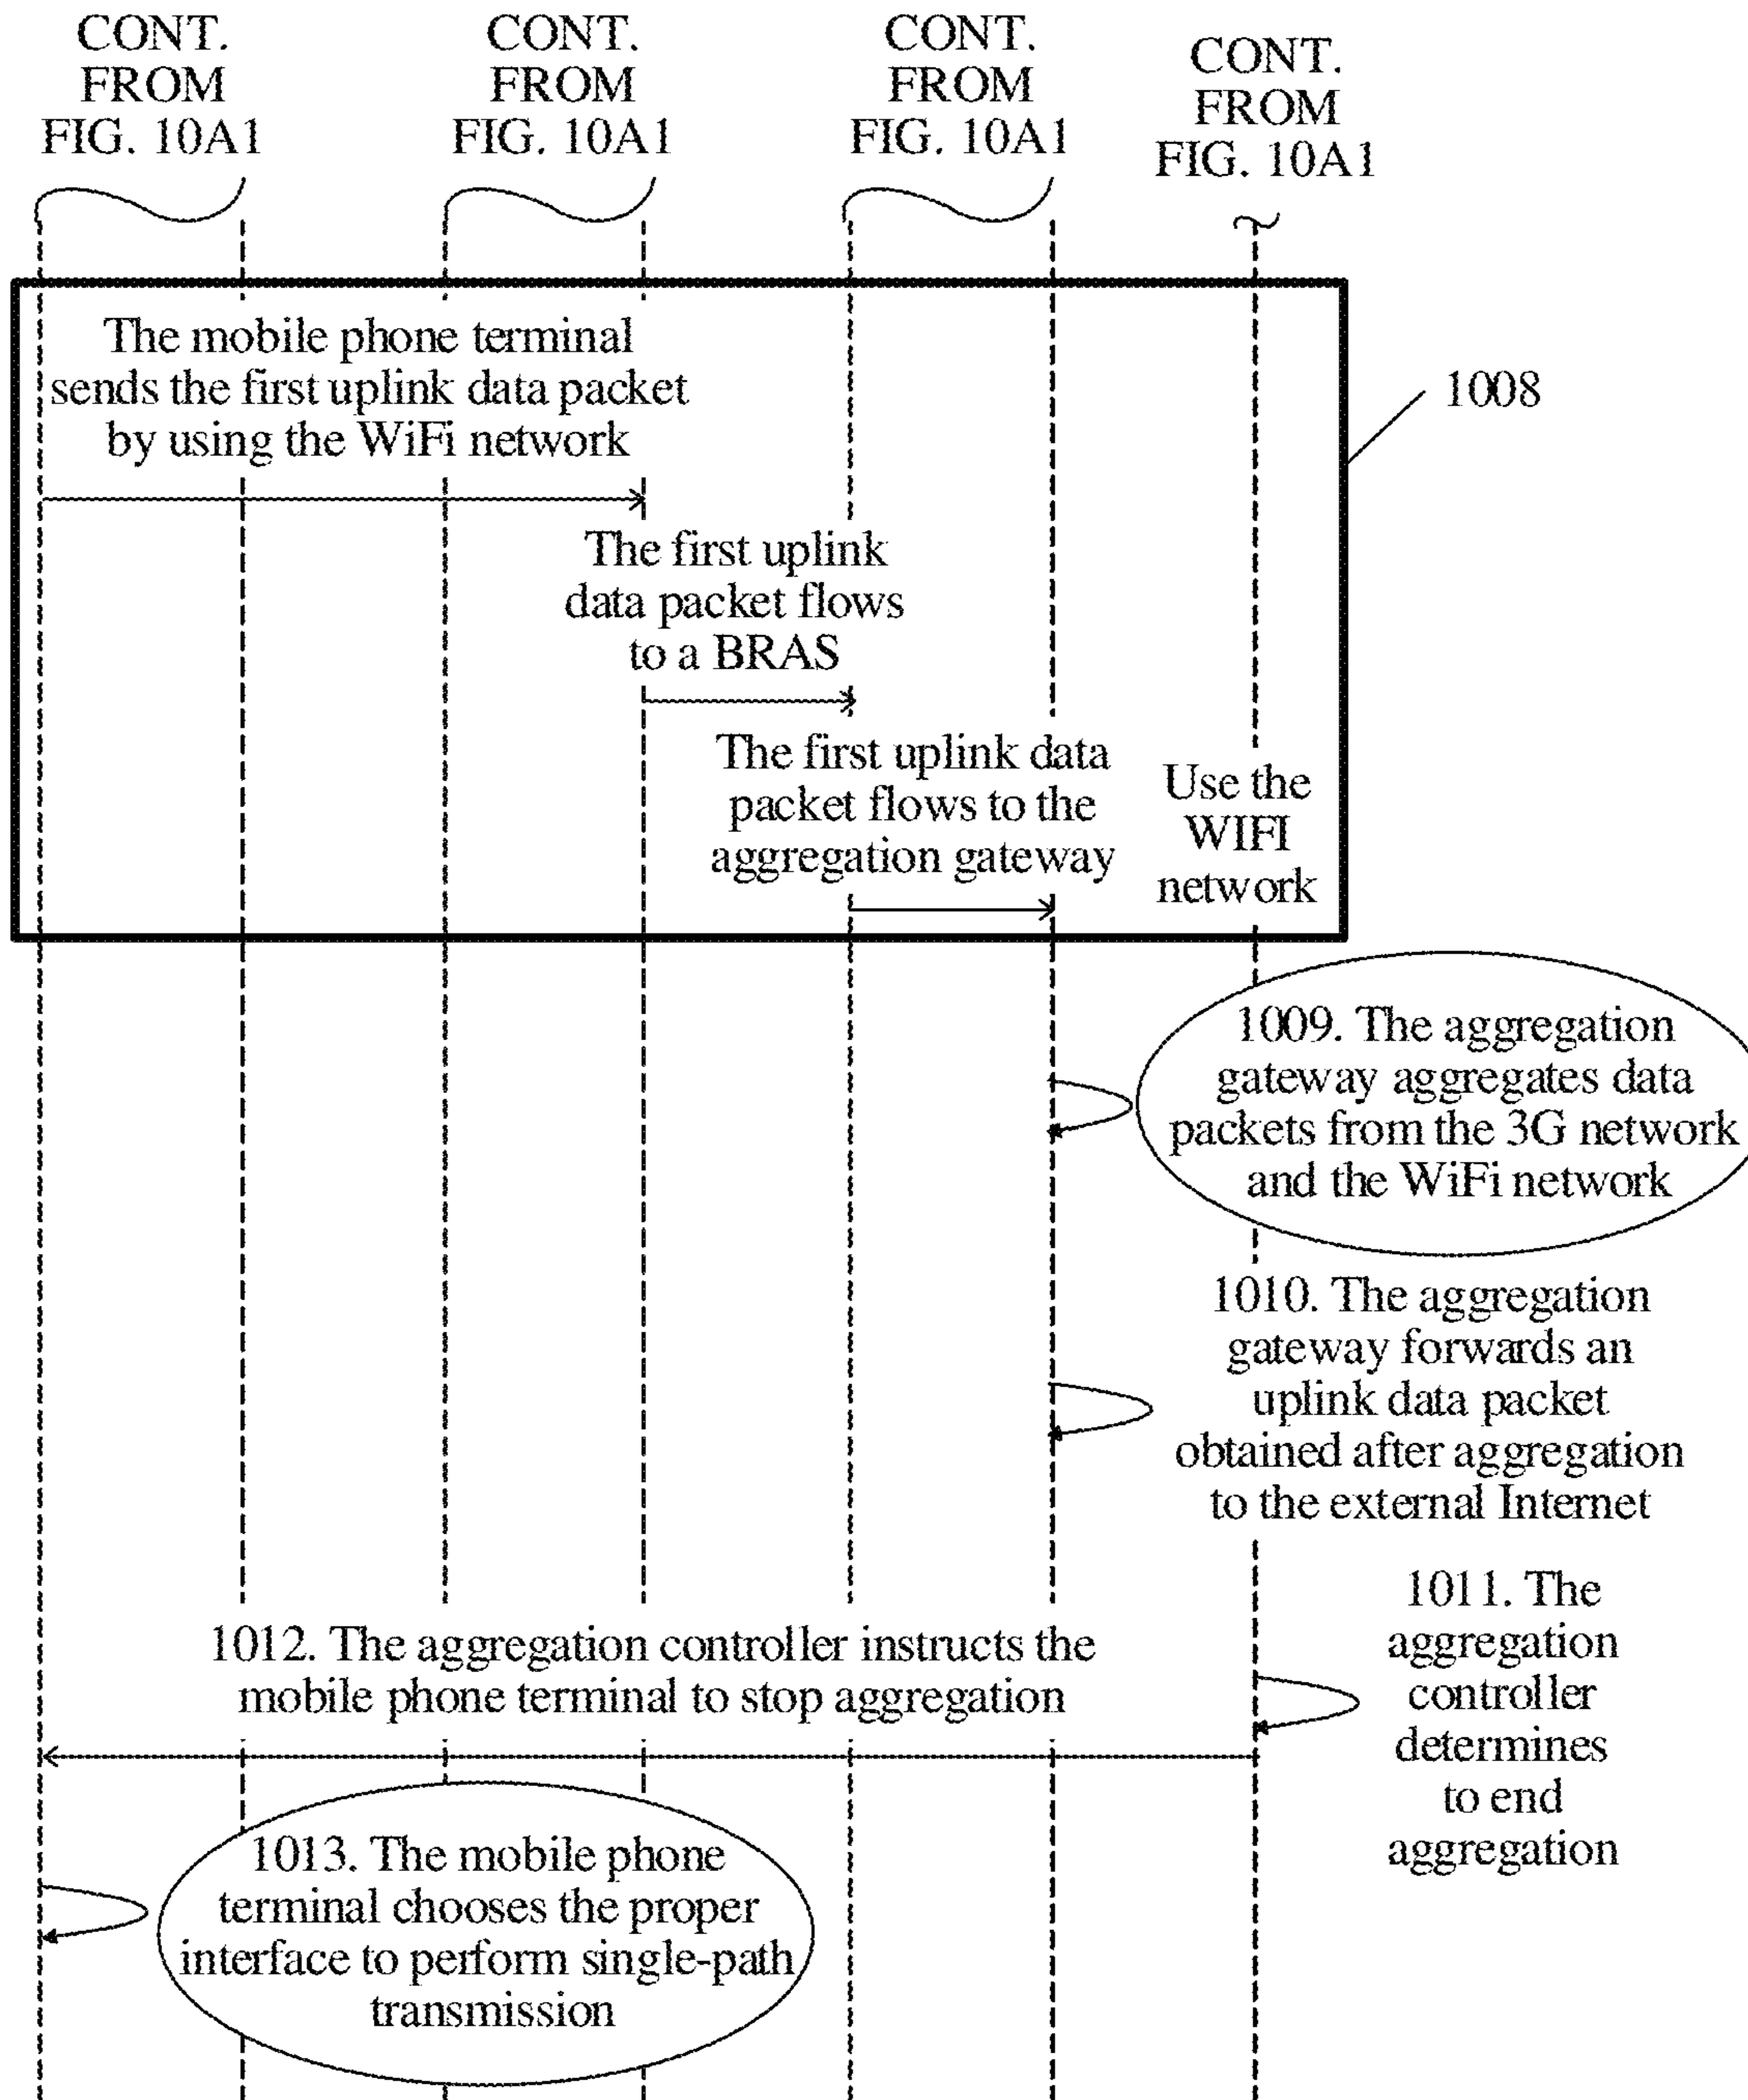 CONT.
FROM
FIG. 10A1
CONT.
FROM
FIG. 10A1
CONT.
FROM
FIG. 10A1
CONT.
FROM
FIG. 10A1
The mobile phone terminal
sends the first uplink data packet
by using the WiFi network
1008
The first uplink
data packet flows
to a BRAS
The first uplink data
packet flows to the
aggregation gateway
Use the
WIFI
network
1009. The aggregation
gateway aggregates data
packets from the 3G network
and the WiFi network
1010. The aggregation
gateway forwards an
uplink data packet
obtained after aggregation
to the external Internet
1011. The
aggregation
controller
determines
to end
aggregation
1012. The aggregation controller instructs the
mobile phone terminal to stop aggregation
1013. The mobile phone
terminal chooses the proper
interface to perform single-path
transmission